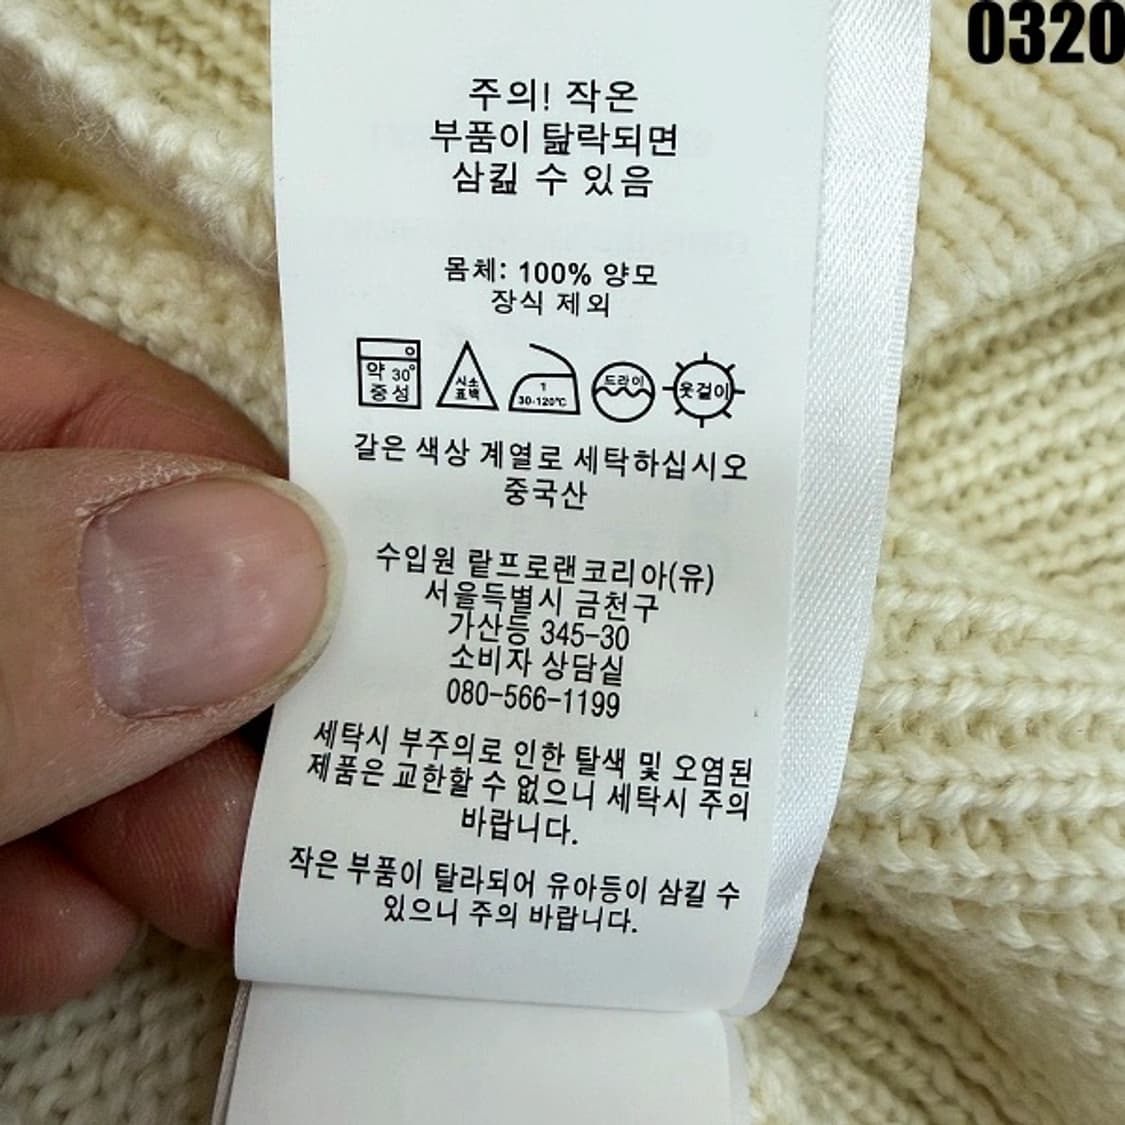 0320
주의! 작은
부품이 탈락되면
삼킬 수 있음
몸체: 100% 양모
장식 제외
약 30°
중성
시소
표백
1
30-120℃
드라이
옷걸이
갈은 색상 계열로 세탁하십시오
중국산
수입원 랖프로랜코리아(유)
서울득별시 금천구
가산등 345-30
소비자 상담실
080-566-1199
세탁시 부주의로 인한 탈색 및 오염된
제품은 교한할 수 없으니 세탁시 주의
바랍니다.
작은 부품이 탈라되어 유아등이 삼킬 수
있으니 주의 바랍니다.